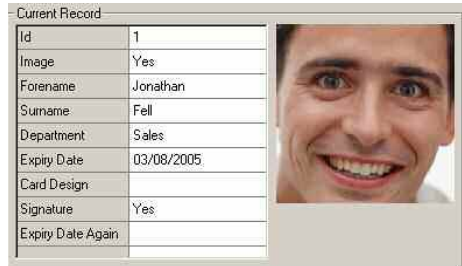 Current Record
Id 1
Image Yes
Forename Jonathan
Surname Fell
Department Sales
Expiry Date 03/08/2005
Card Design
Signature Yes
Expiry Date Again